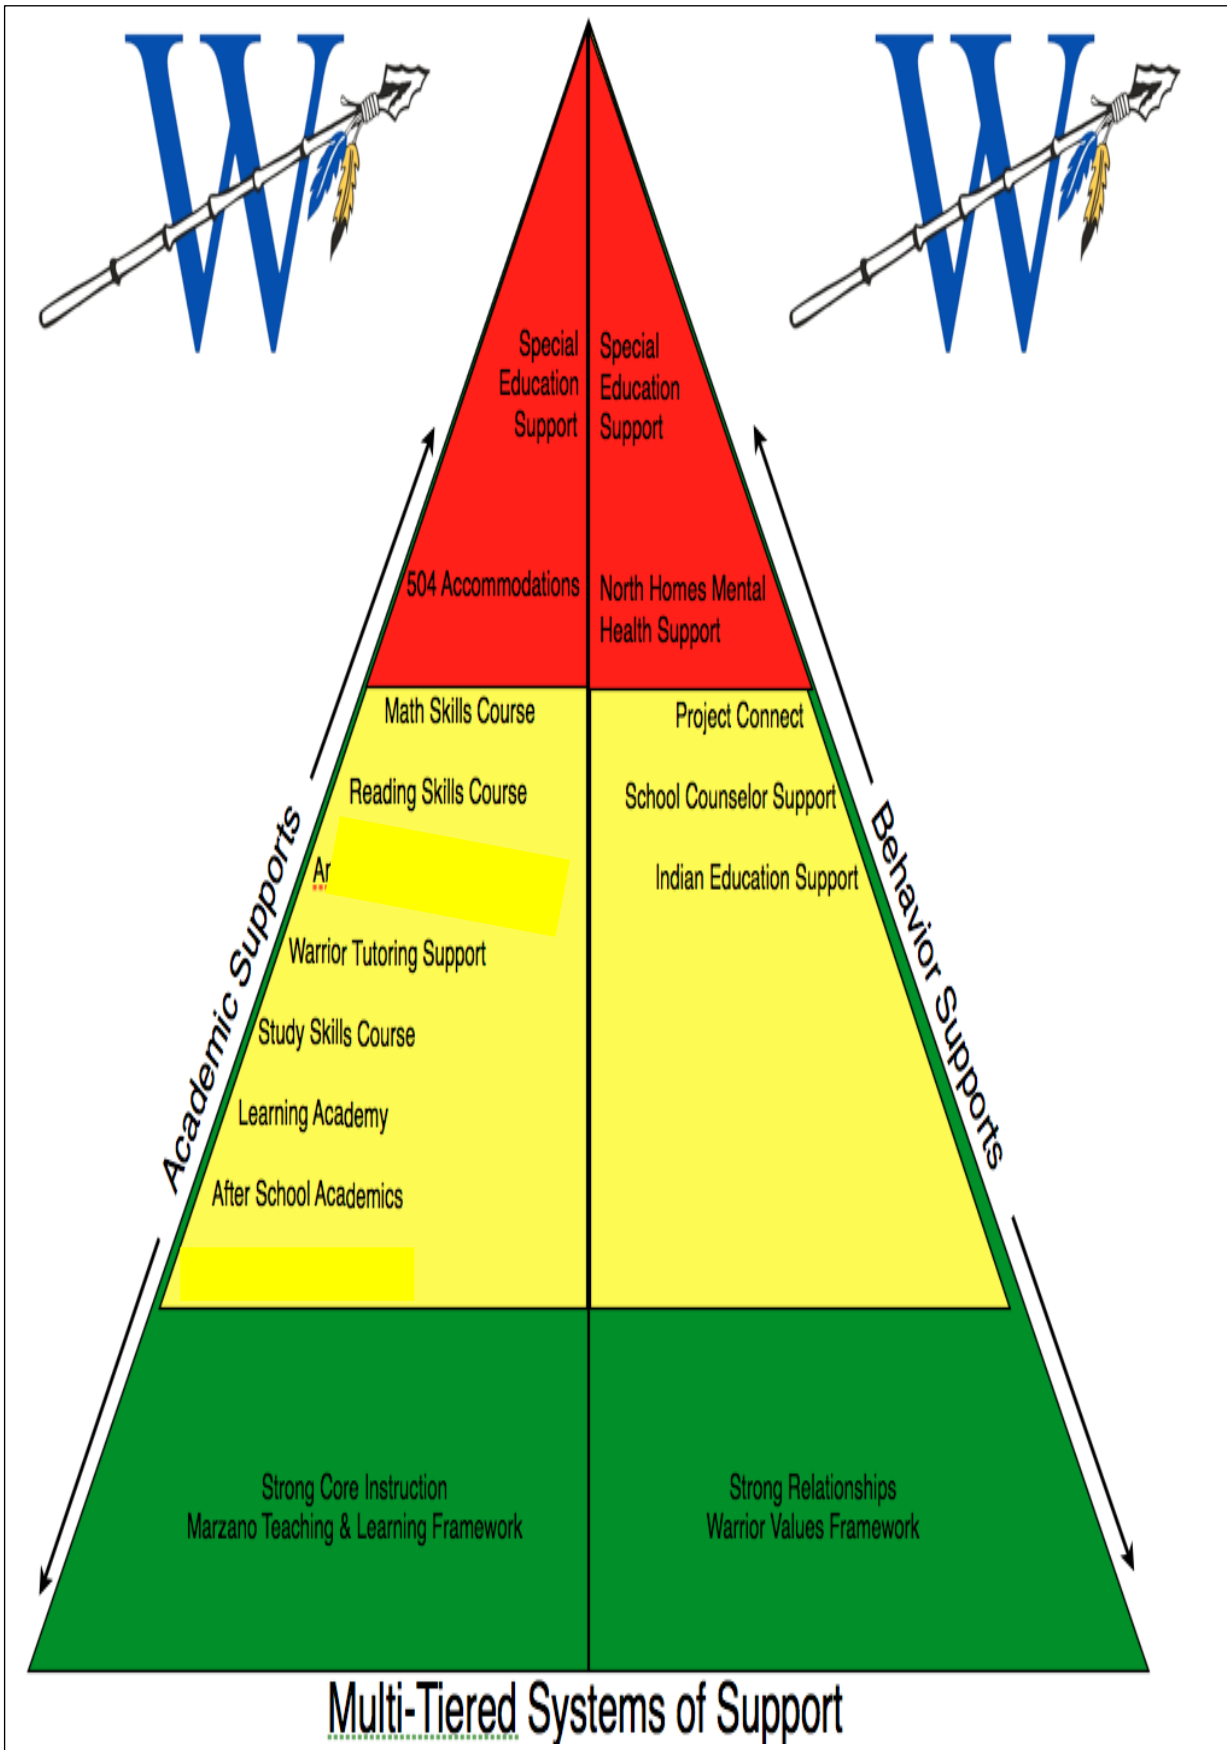 W
W
Special
Education
Support
Special
Education
Support
504 Accommodations
North Homes Mental
Health Support
Math Skills Course
Project Connect
Reading Skills Course
School Counselor Support
Ar
Indian Education Support
Warrior Tutoring Support
Study Skills Course
Learning Academy
After School Academics
Academic Supports
Behavior Supports
Strong Core Instruction
Marzano Teaching & Learning Framework
Strong Relationships
Warrior Values Framework
Multi-Tiered Systems of Support